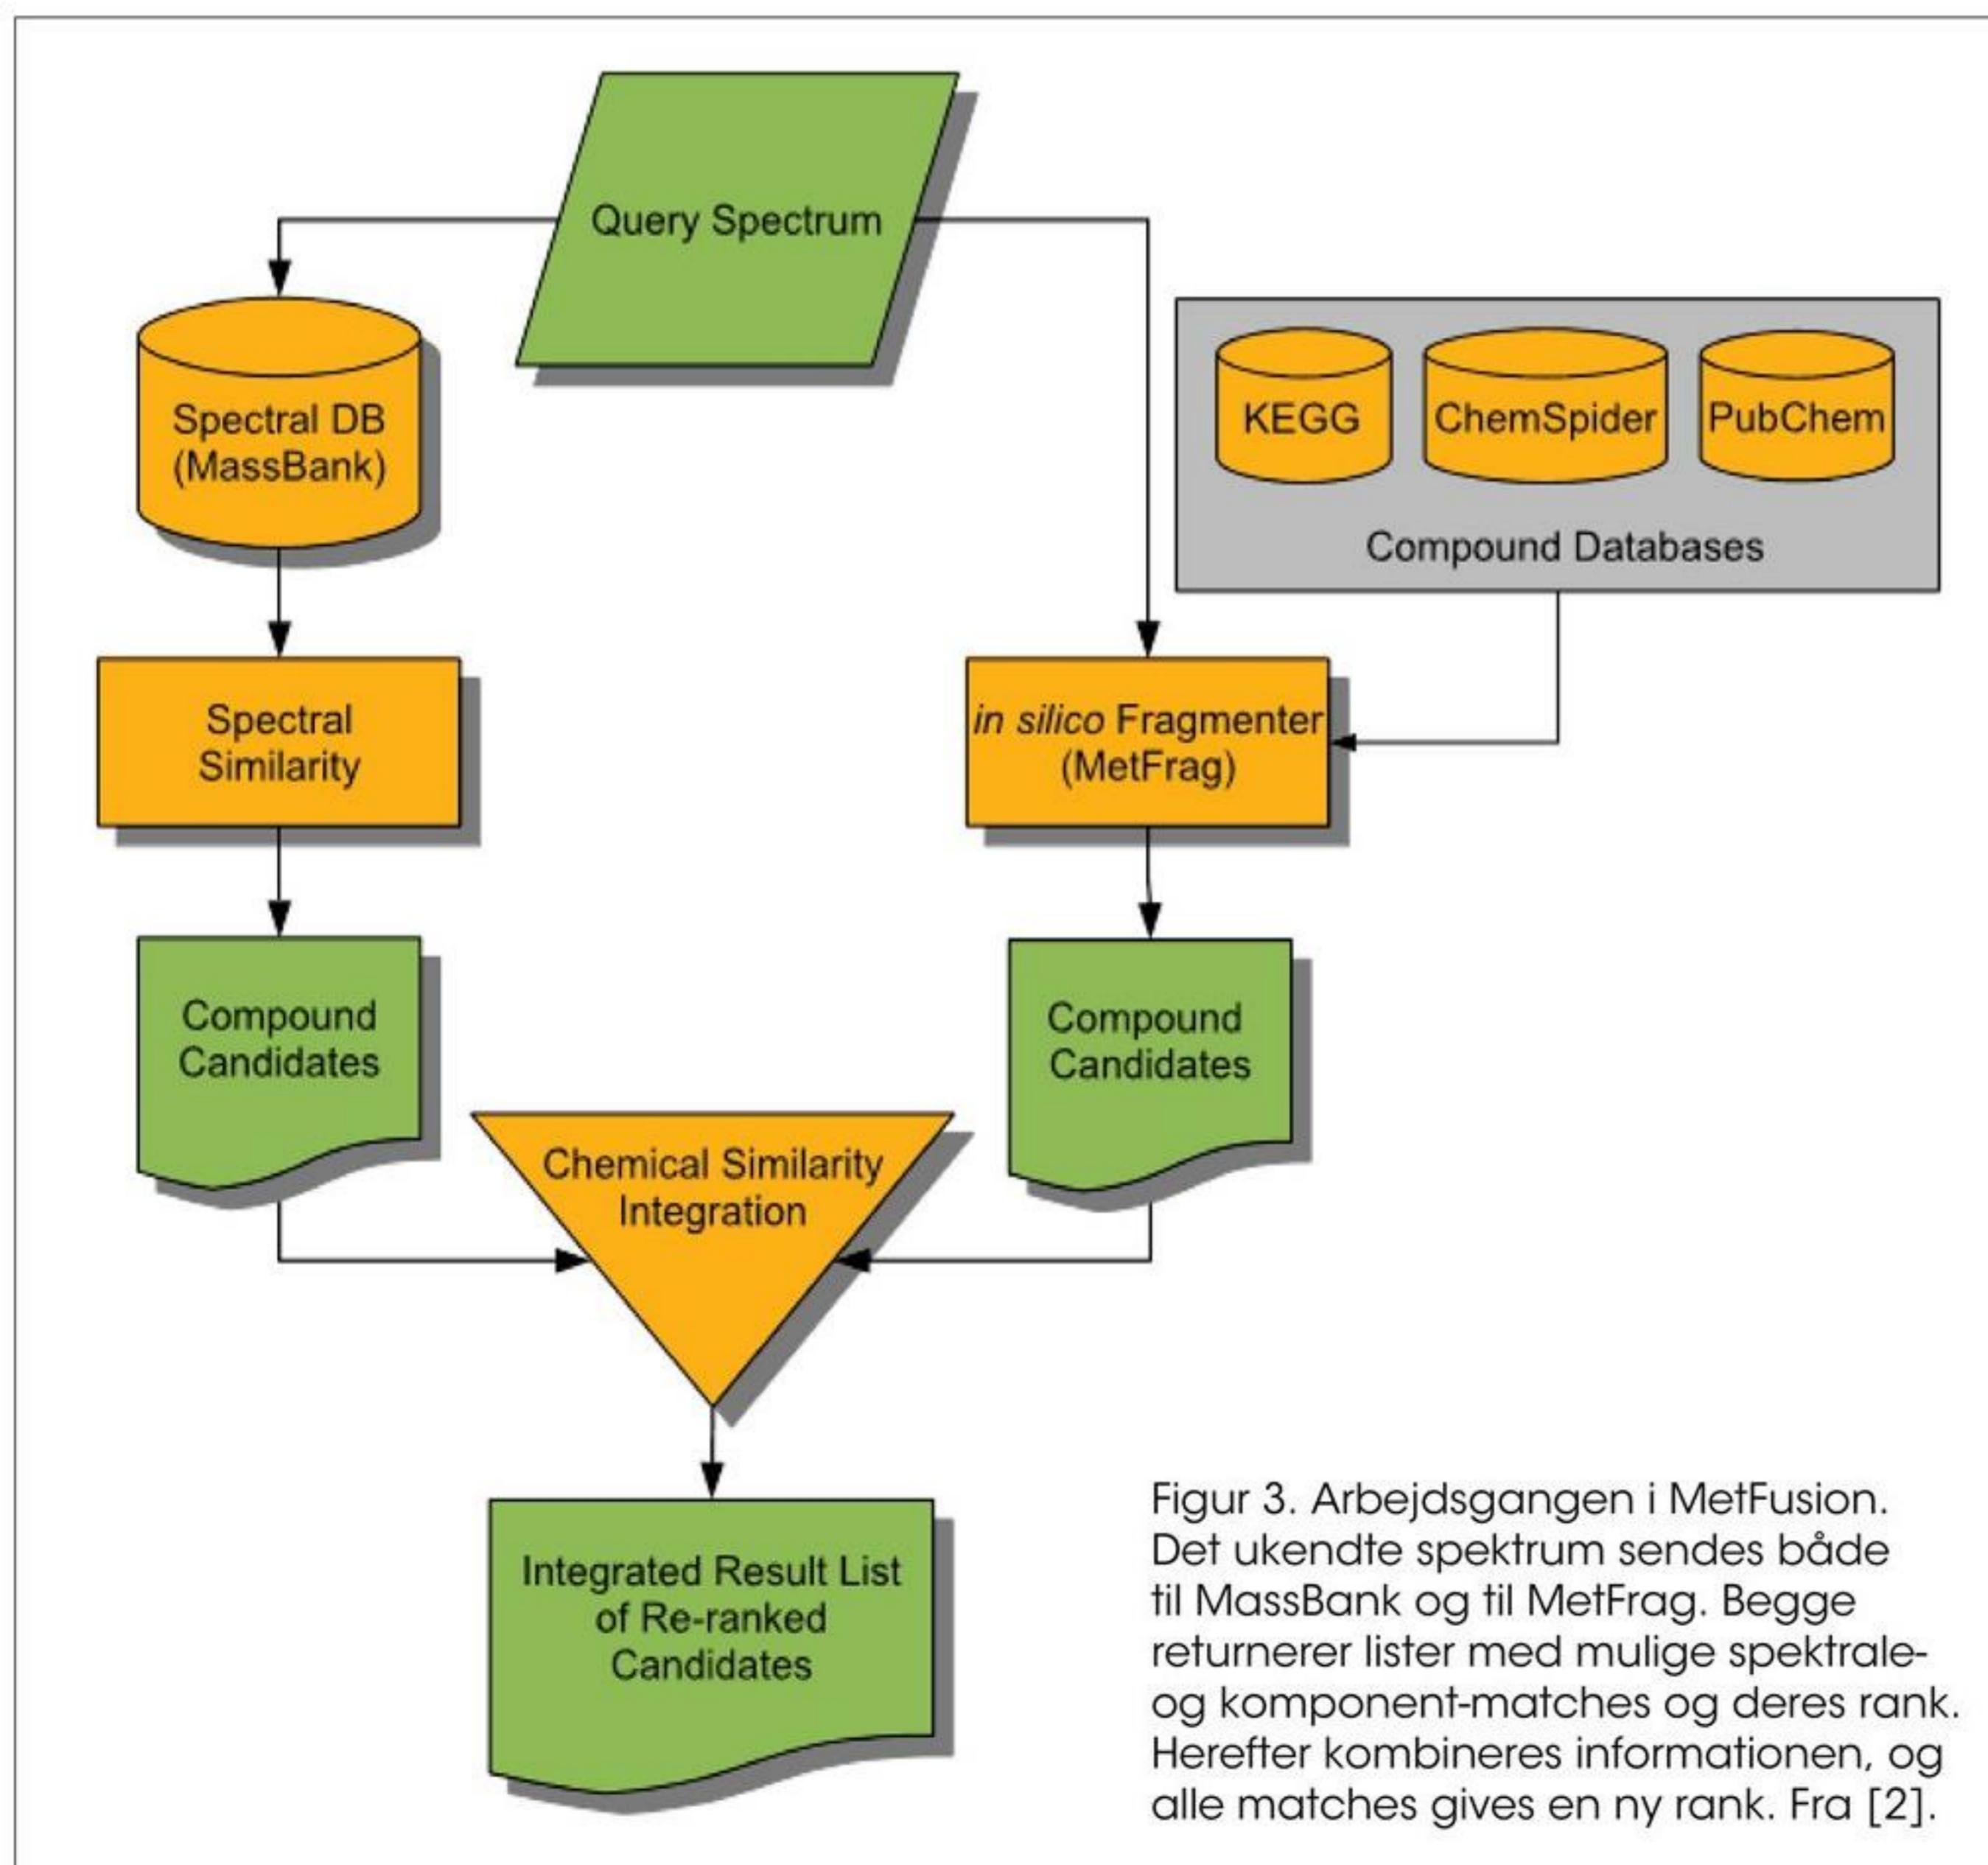 Query Spectrum
Spectral DB
(MassBank)
KEGG
ChemSpider
PubChem
Compound Databases
Spectral
Similarity
in silico Fragmenter
(MetFrag)
Compound
Candidates
Compound
Candidates
Chemical Similarity
Integration
Integrated Result List
of Re-ranked
Candidates
Figur 3. Arbejdsgangen i MetFusion.
Det ukendte spektrum sendes både
til MassBank og til MetFrag. Begge
returnerer lister med mulige spektrale-
og komponent-matches og deres rank.
Herefter kombineres informationen, og
alle matches gives en ny rank. Fra [2].